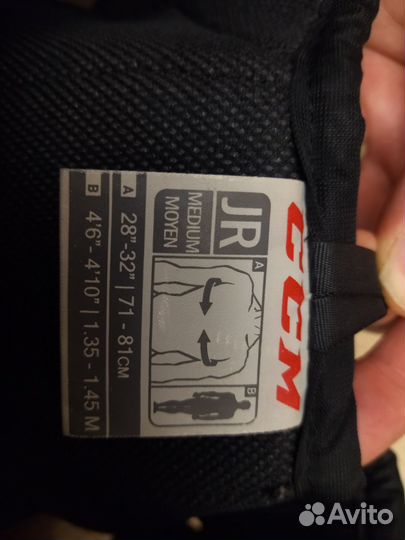 CCM
JR
MEDIUM
MOYEN
A
B
A 28"-32" | 71 - 81CM
B 4'6"- 4'10" | 1.35 - 1.45 M
Avito